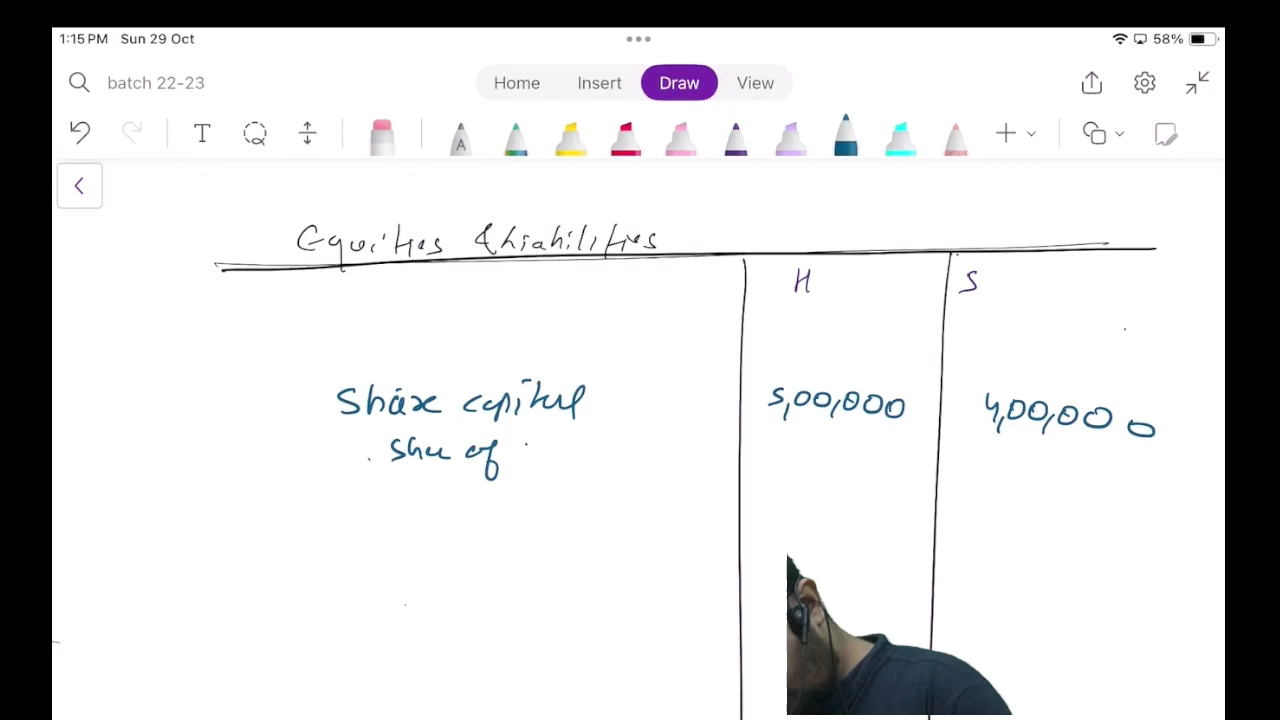 1:15 PM Sun 29 Oct 58%
batch 22-23 Home Insert Draw View
T A
Equities & Liabilities
H S
Share capital 5,00,000 4,00,000
Share of